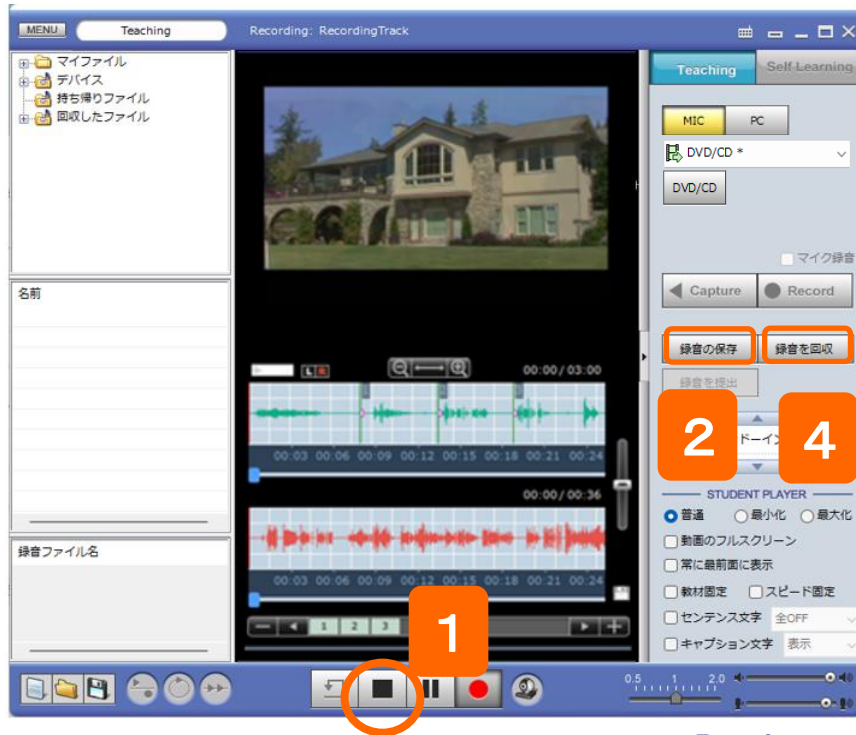 MENU Teaching Recording: RecordingTrack
マイファイル
デバイス
持ち帰りファイル
回収したファイル
名前
録音ファイル名
L R
00:00 / 03:00
00:03 00:06 00:09 00:12 00:15 00:18 00:21 00:24
00:00 / 00:36
00:03 00:06 00:09 00:12 00:15 00:18 00:21 00:24
1 2 3
1
Teaching Self-Learning
MIC PC
DVD/CD *
DVD/CD
マイク録音
Capture Record
録音の保存 録音を回収
録音を提出
2 4
STUDENT PLAYER
普通 最小化 最大化
動画のフルスクリーン
常に最前面に表示
教材固定 スピード固定
センテンス文字 全OFF
キャプション文字 表示
0.5 1 2.0